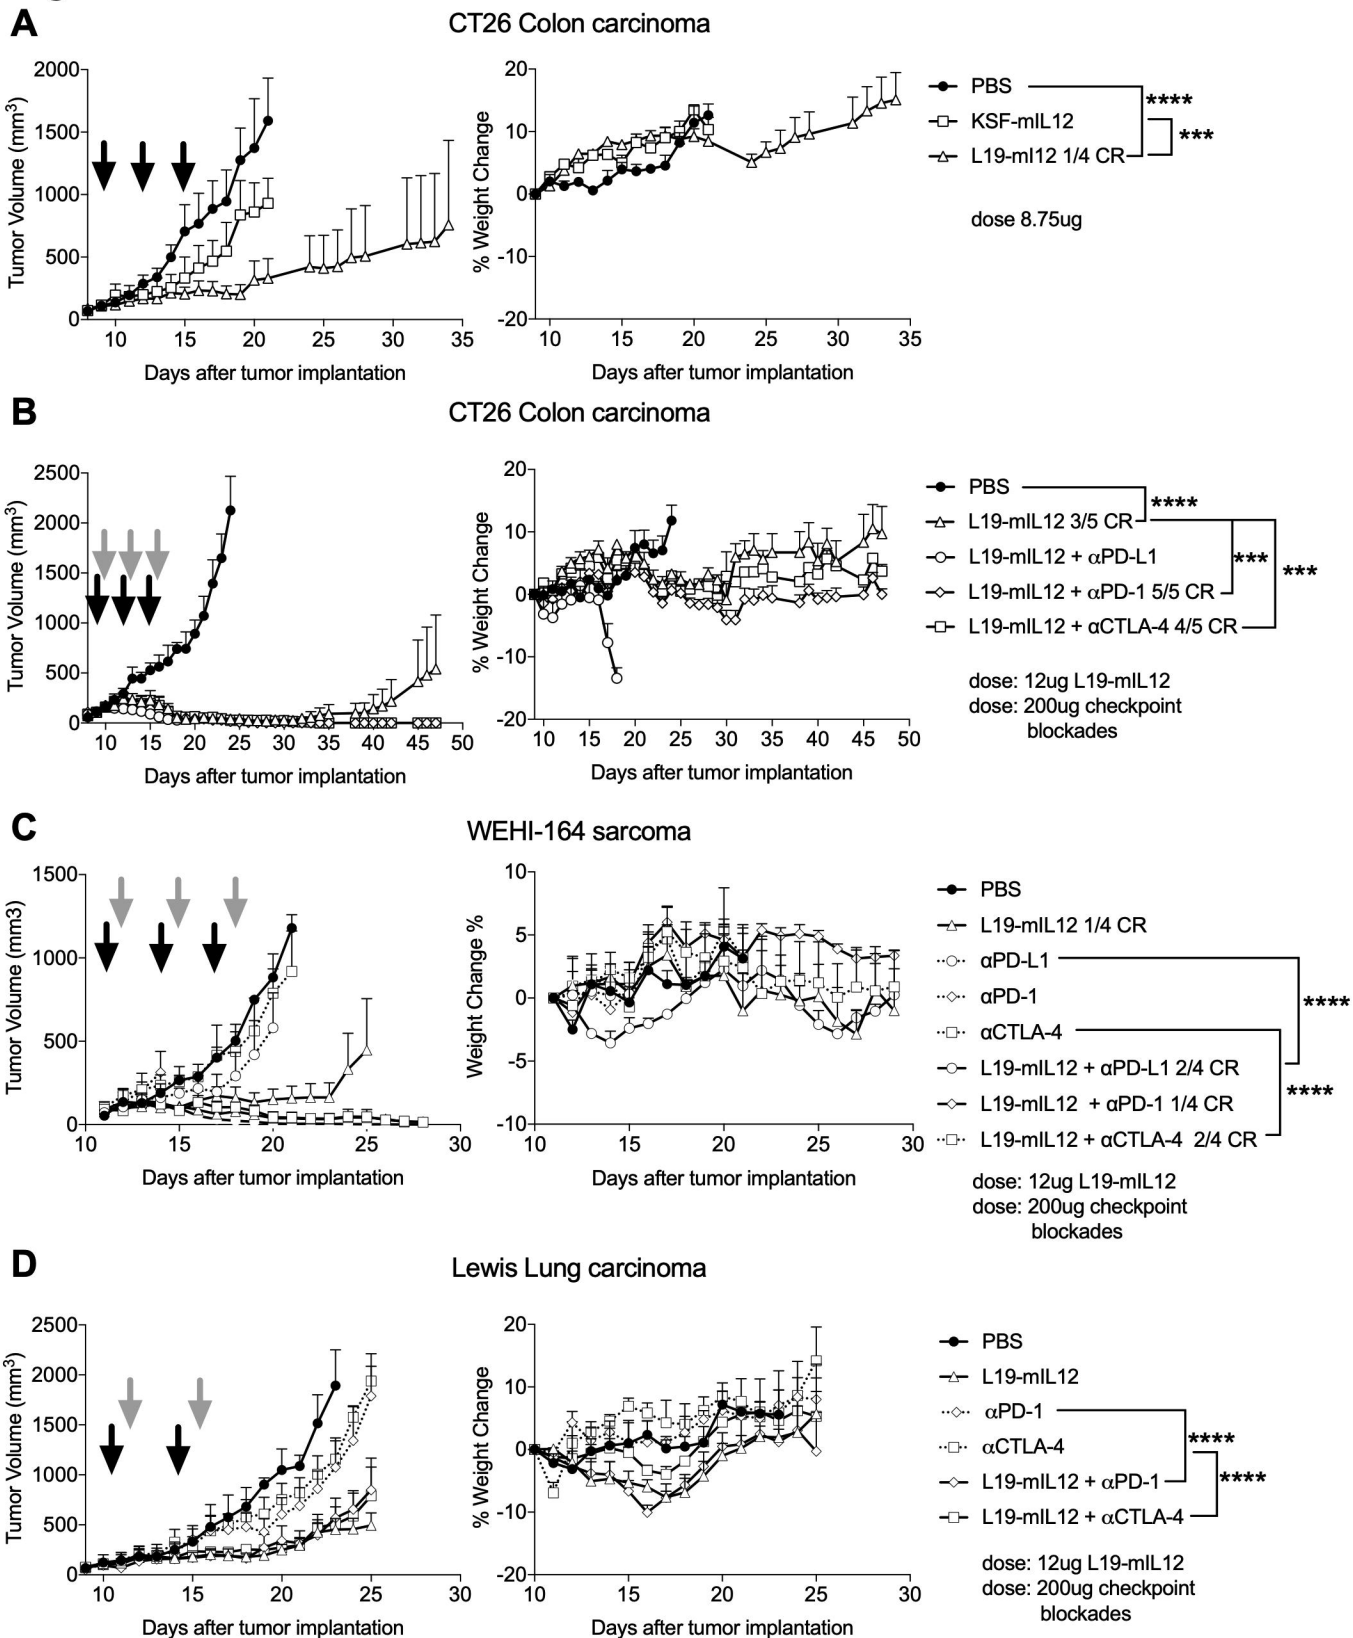 A
CT26 Colon carcinoma
Tumor Volume (mm3)
2000
1500
1000
500
0
10 15 20 25 30 35
Days after tumor implantation
% Weight Change
20
10
0
-10
-20
10 15 20 25 30 35
Days after tumor implantation
PBS
KSF-mIL12
L19-mI12 1/4 CR
****
***
dose 8.75ug
B
CT26 Colon carcinoma
Tumor Volume (mm3)
2500
2000
1500
1000
500
0
10 15 20 25 30 35 40 45 50
Days after tumor implantation
% Weight Change
20
10
0
-10
-20
10 15 20 25 30 35 40 45 50
Days after tumor implantation
PBS
L19-mIL12 3/5 CR
L19-mIL12 + αPD-L1
L19-mIL12 + αPD-1 5/5 CR
L19-mIL12 + αCTLA-4 4/5 CR
****
***
***
dose: 12ug L19-mIL12
dose: 200ug checkpoint
blockades
C
WEHI-164 sarcoma
Tumor Volume (mm3)
1500
1000
500
0
10 15 20 25 30
Days after tumor implantation
Weight Change %
10
5
0
-5
-10
10 15 20 25 30
Days after tumor implantation
PBS
L19-mIL12 1/4 CR
αPD-L1
αPD-1
αCTLA-4
L19-mIL12 + αPD-L1 2/4 CR
L19-mIL12 + αPD-1 1/4 CR
L19-mIL12 + αCTLA-4 2/4 CR
****
****
dose: 12ug L19-mIL12
dose: 200ug checkpoint
blockades
D
Lewis Lung carcinoma
Tumor Volume (mm3)
2500
2000
1500
1000
500
0
10 15 20 25 30
Days after tumor implantation
% Weight Change
20
10
0
-10
-20
10 15 20 25 30
Days after tumor implantation
PBS
L19-mIL12
αPD-1
αCTLA-4
L19-mIL12 + αPD-1
L19-mIL12 + αCTLA-4
****
****
dose: 12ug L19-mIL12
dose: 200ug checkpoint
blockades